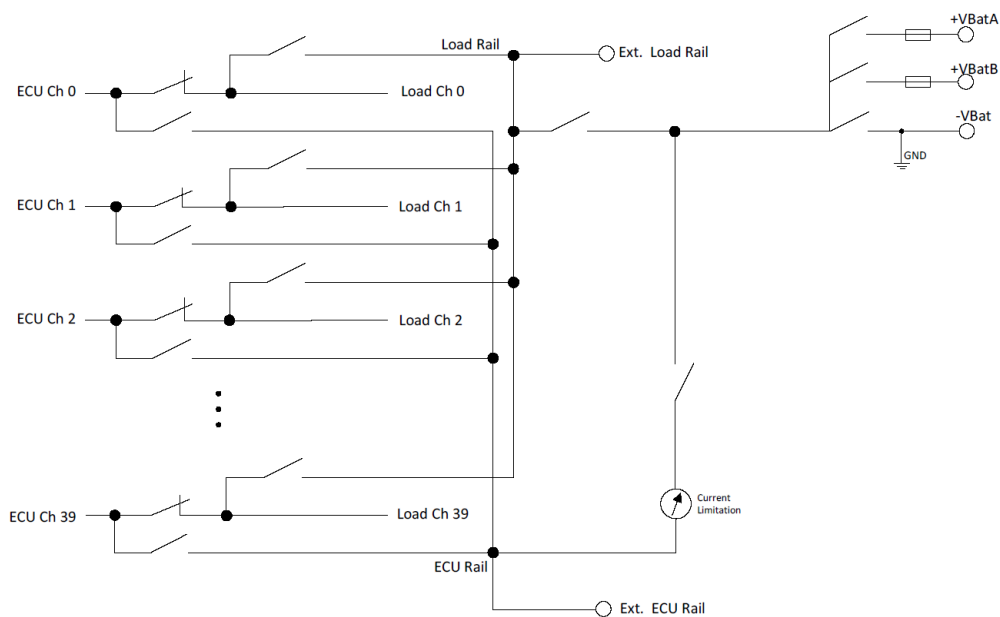 +VBatA
Load Rail
Ext. Load Rail
+VBatB
ECU Ch 0
Load Ch 0
-VBat
GND
ECU Ch 1
Load Ch 1
ECU Ch 2
Load Ch 2
Current
Limitation
ECU Ch 39
Load Ch 39
ECU Rail
Ext. ECU Rail